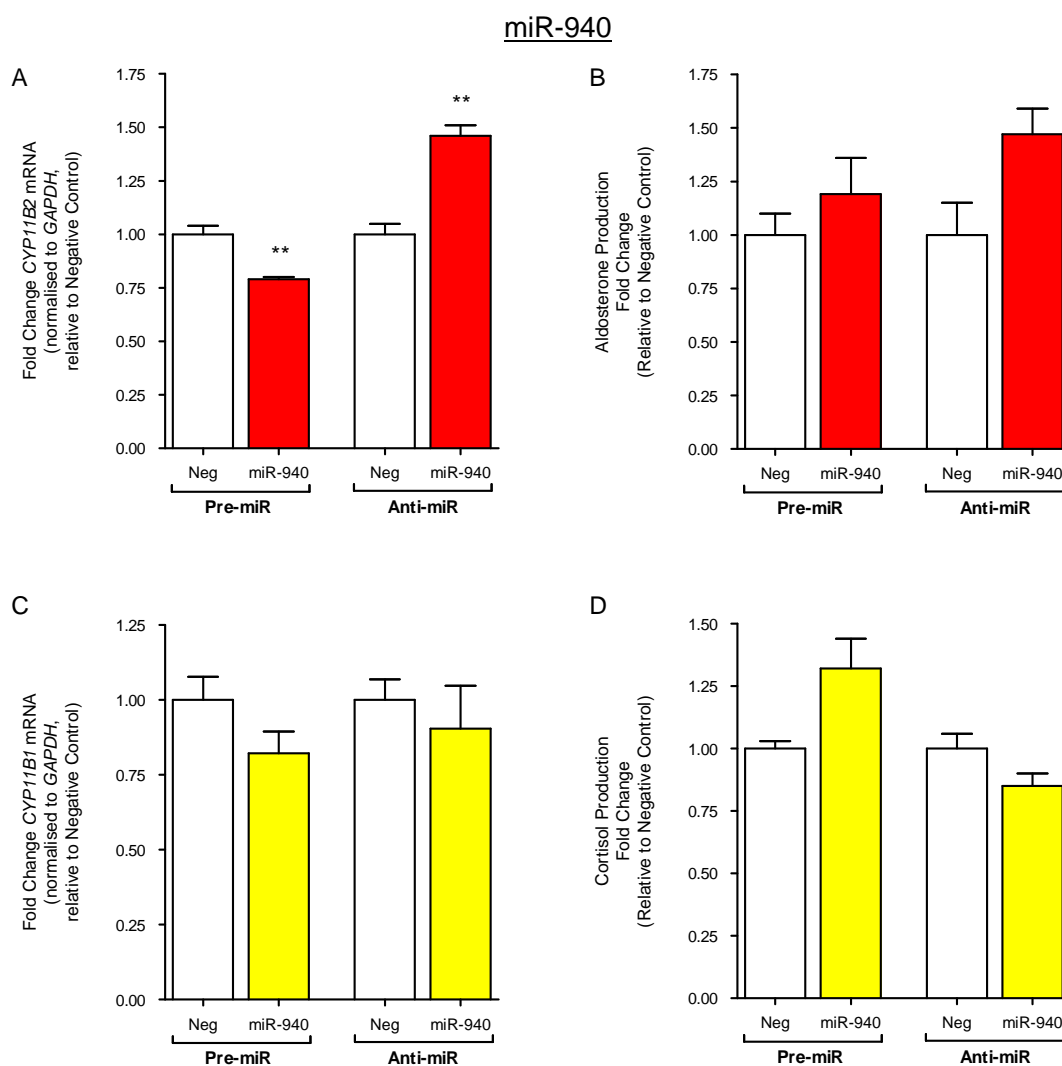 miR-940
A
Fold Change CYP11B2 mRNA
(normalised to GAPDH,
relative to Negative Control)
1.75
1.50
1.25
1.00
0.75
0.50
0.25
0.00
**
**
Neg miR-940 Neg miR-940
Pre-miR Anti-miR
B
Aldosterone Production
Fold Change
(Relative to Negative Control)
1.75
1.50
1.25
1.00
0.75
0.50
0.25
0.00
Neg miR-940 Neg miR-940
Pre-miR Anti-miR
C
Fold Change CYP11B1 mRNA
(normalised to GAPDH,
relative to Negative Control)
1.25
1.00
0.75
0.50
0.25
0.00
Neg miR-940 Neg miR-940
Pre-miR Anti-miR
D
Cortisol Production
Fold Change
(Relative to Negative Control)
1.50
1.25
1.00
0.75
0.50
0.25
0.00
Neg miR-940 Neg miR-940
Pre-miR Anti-miR